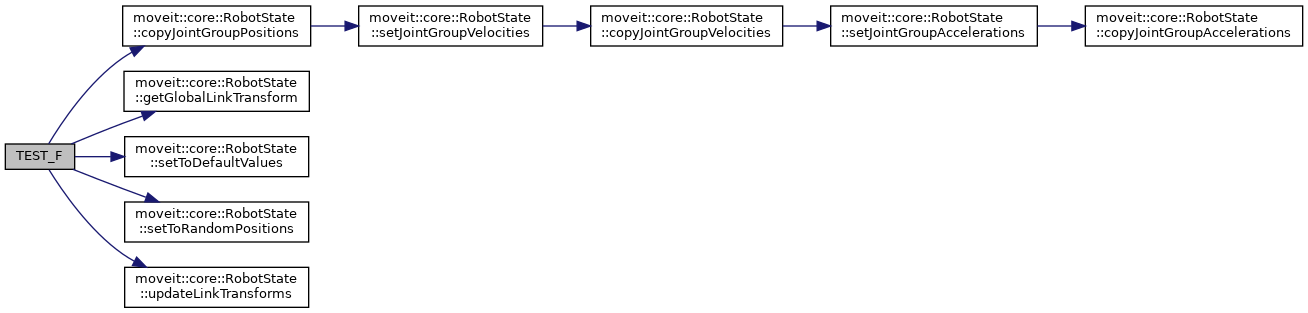 moveit::core::RobotState
::copyJointGroupPositions
moveit::core::RobotState
::setJointGroupVelocities
moveit::core::RobotState
::copyJointGroupVelocities
moveit::core::RobotState
::setJointGroupAccelerations
moveit::core::RobotState
::copyJointGroupAccelerations
moveit::core::RobotState
::getGlobalLinkTransform
TEST_F
moveit::core::RobotState
::setToDefaultValues
moveit::core::RobotState
::setToRandomPositions
moveit::core::RobotState
::updateLinkTransforms